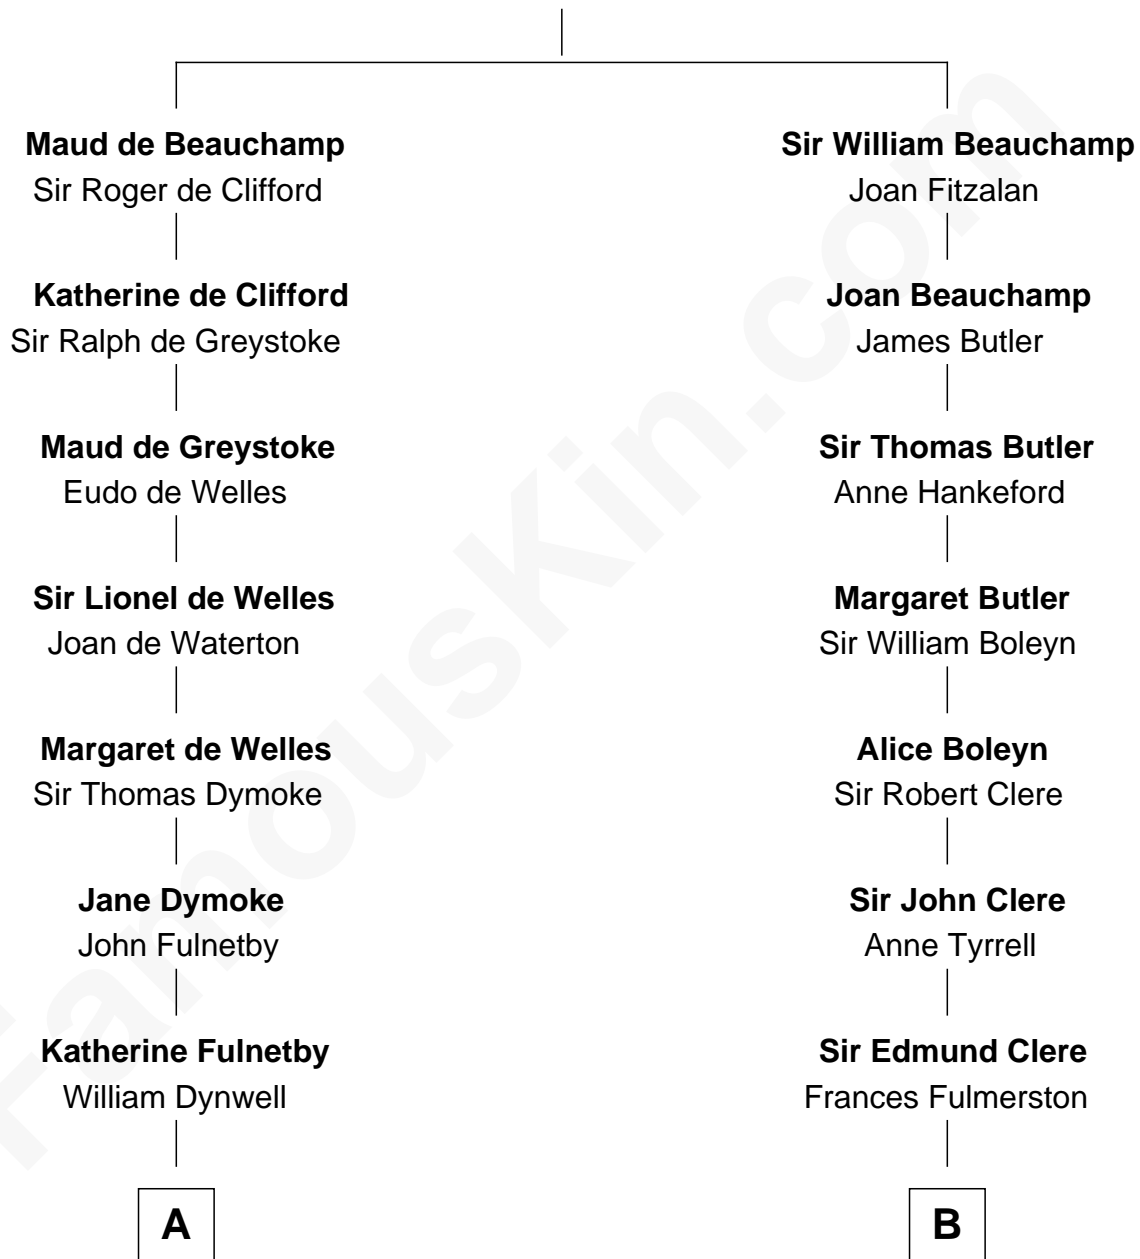 Maud de Beauchamp
Sir Roger de Clifford
Katherine de Clifford
Sir Ralph de Greystoke
Maud de Greystoke
Eudo de Welles
Sir Lionel de Welles
Joan de Waterton
Margaret de Welles
Sir Thomas Dymoke
Jane Dymoke
John Fulnetby
Katherine Fulnetby
William Dynwell
A
Sir William Beauchamp
Joan Fitzalan
Joan Beauchamp
James Butler
Sir Thomas Butler
Anne Hankeford
Margaret Butler
Sir William Boleyn
Alice Boleyn
Sir Robert Clere
Sir John Clere
Anne Tyrrell
Sir Edmund Clere
Frances Fulmerston
B
FamousKin.com